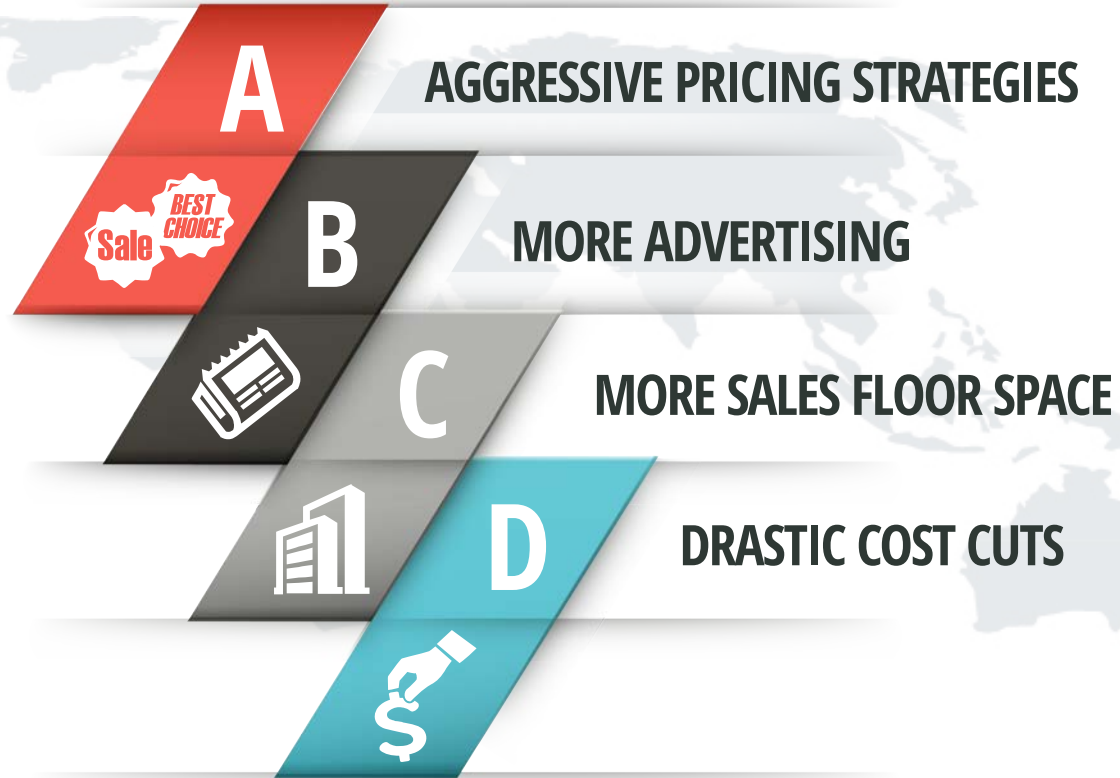 A
AGGRESSIVE PRICING STRATEGIES
Sale
BEST
CHOICE
B
MORE ADVERTISING
C
MORE SALES FLOOR SPACE
D
DRASTIC COST CUTS
$